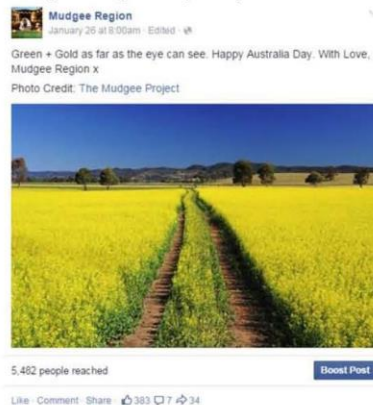 Mudgee Region
January 26 at 8:00am · Edited ·
Green + Gold as far as the eye can see. Happy Australia Day. With Love,
Mudgee Region x
Photo Credit: The Mudgee Project
5,482 people reached
Boost Post
Like · Comment · Share · 383 7 34